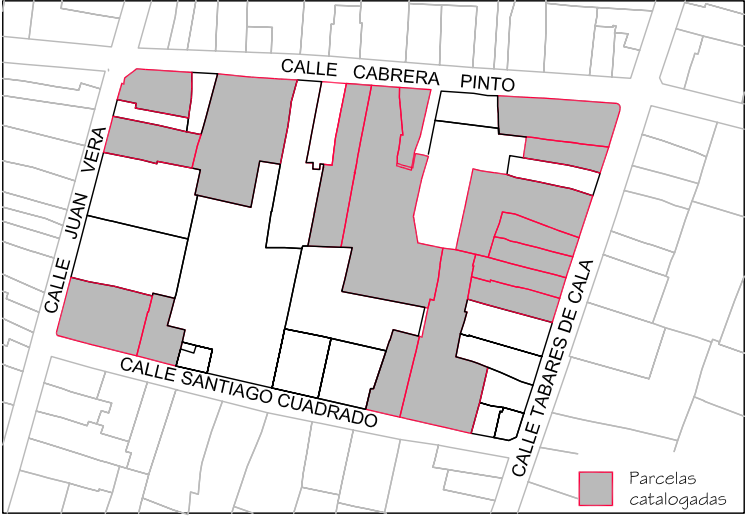 CALLE CABRERA PINTO
CALLE JUAN VERA
CALLE TABARES DE CALA
CALLE SANTIAGO CUADRADO
Parcelas
catalogadas